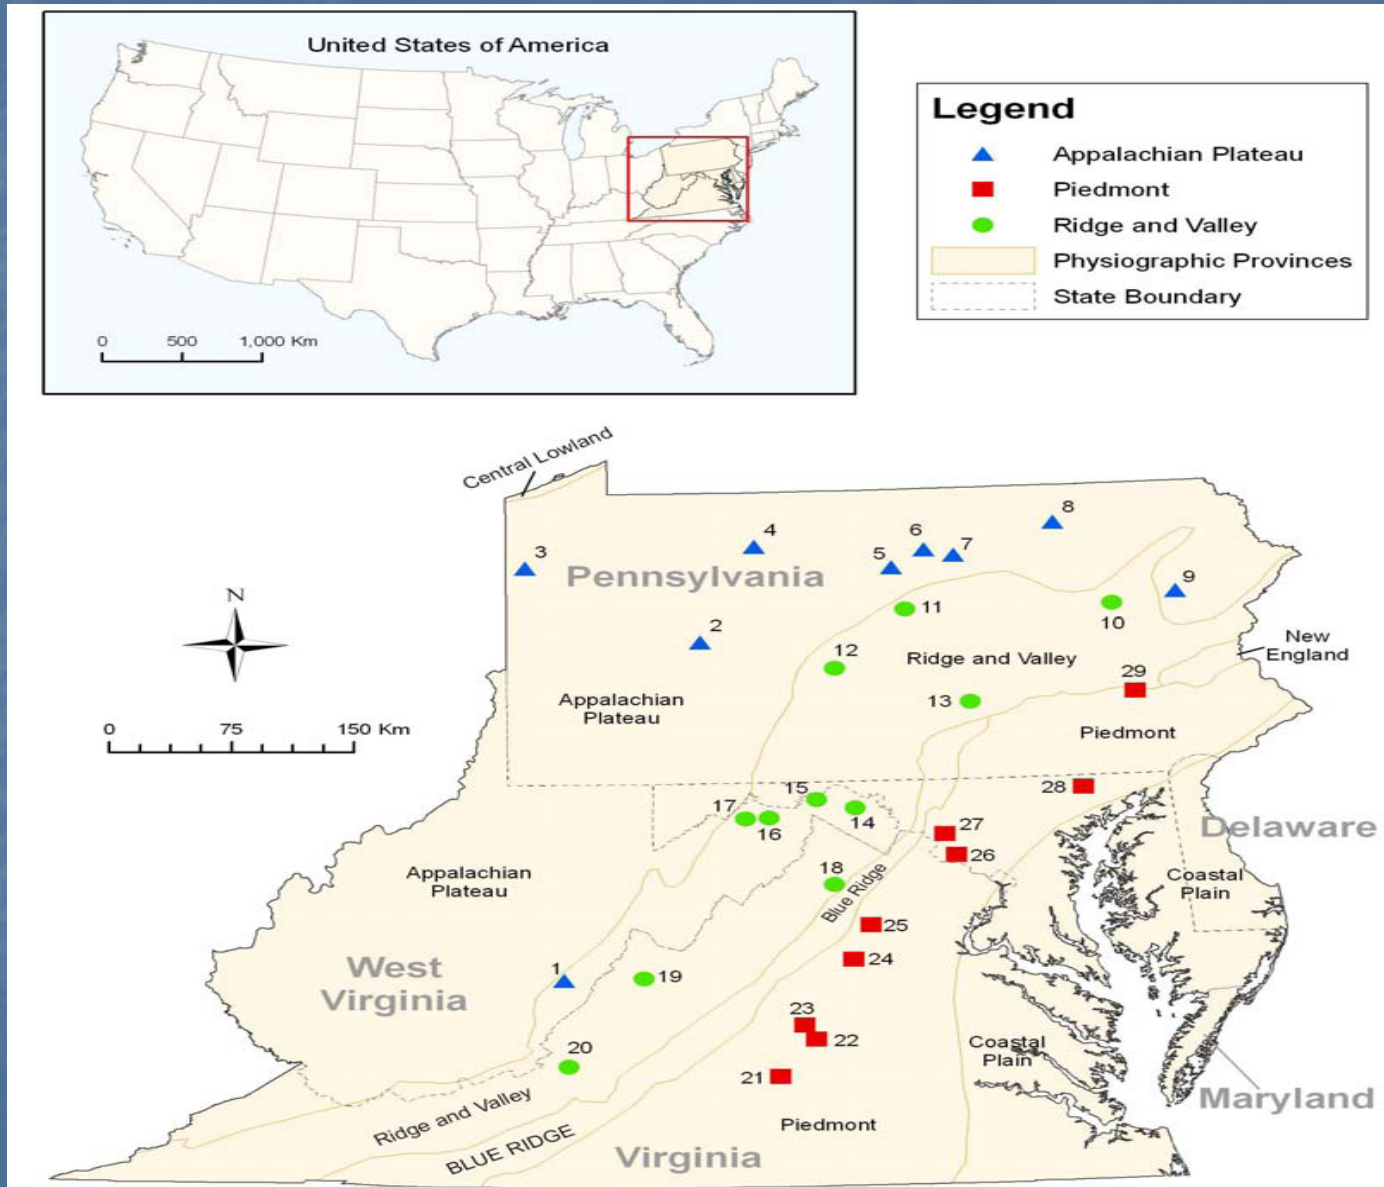 United States of America
0 500 1,000 Km
Legend
Appalachian Plateau
Piedmont
Ridge and Valley
Physiographic Provinces
State Boundary
Central Lowland
8
4
6
7
3
5
Pennsylvania
9
N
11
10
2
New
England
12
Ridge and Valley
29
Appalachian
Plateau
13
0 75 150 Km
Piedmont
28
15
17
14
16
27
Delaware
26
Appalachian
Plateau
18
Coastal
Plain
Blue Ridge
25
24
West
Virginia
1
19
23
22
Coastal
Plain
20
21
Maryland
Ridge and Valley
Piedmont
BLUE RIDGE
Virginia